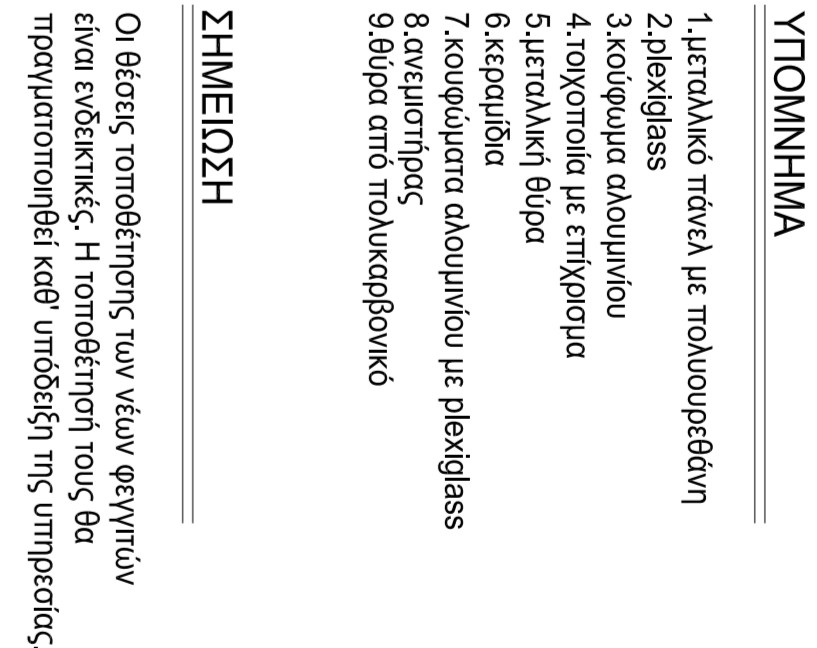 ΥΠΟΜΝΗΜΑ
1.μεταλλικό πάνελ με πολυουρεθάνη
2.plexiglass
3.κούφωμα αλουμινίου
4.τοιχοποιία με επίχρισμα
5.μεταλλική θύρα
6.κεραμίδια
7.κουφώματα αλουμινίου με plexiglass
8.ανεμιστήρας
9.θύρα από πολυκαρβονικό
ΣΗΜΕΙΩΣΗ
Οι θέσεις τοποθέτησης των νέων φεγγιτών
είναι ενδεικτικές. Η τοποθέτησή τους θα
πραγματοποιηθεί καθ' υπόδειξη της υπηρεσίας.